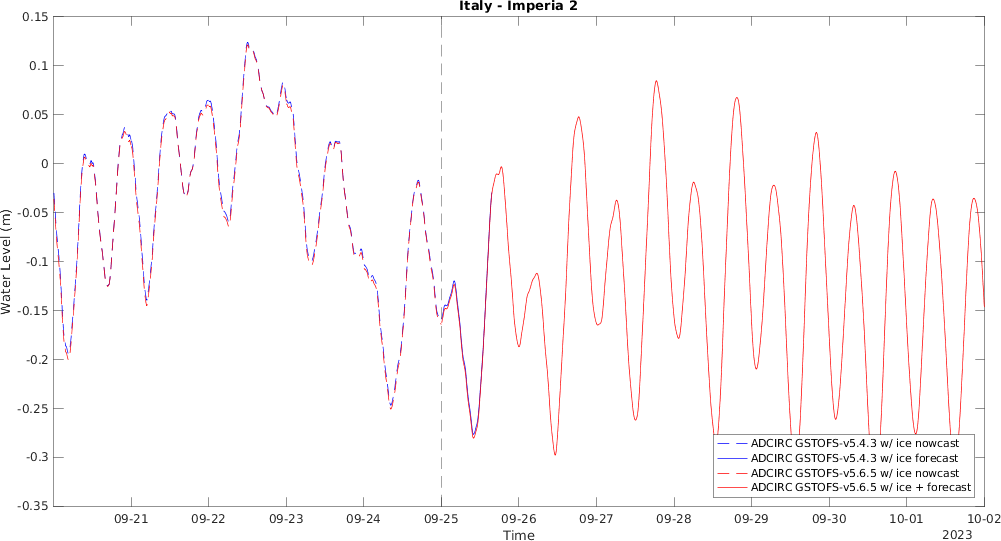 Italy - Imperia 2
Water Level (m)
0.15
0.1
0.05
0
-0.05
-0.1
-0.15
-0.2
-0.25
-0.3
-0.35
ADCIRC GSTOFS-v5.4.3 w/ ice nowcast
ADCIRC GSTOFS-v5.4.3 w/ ice forecast
ADCIRC GSTOFS-v5.6.5 w/ ice nowcast
ADCIRC GSTOFS-v5.6.5 w/ ice + forecast
09-21 09-22 09-23 09-24 09-25 09-26 09-27 09-28 09-29 09-30 10-01 10-02
Time
2023